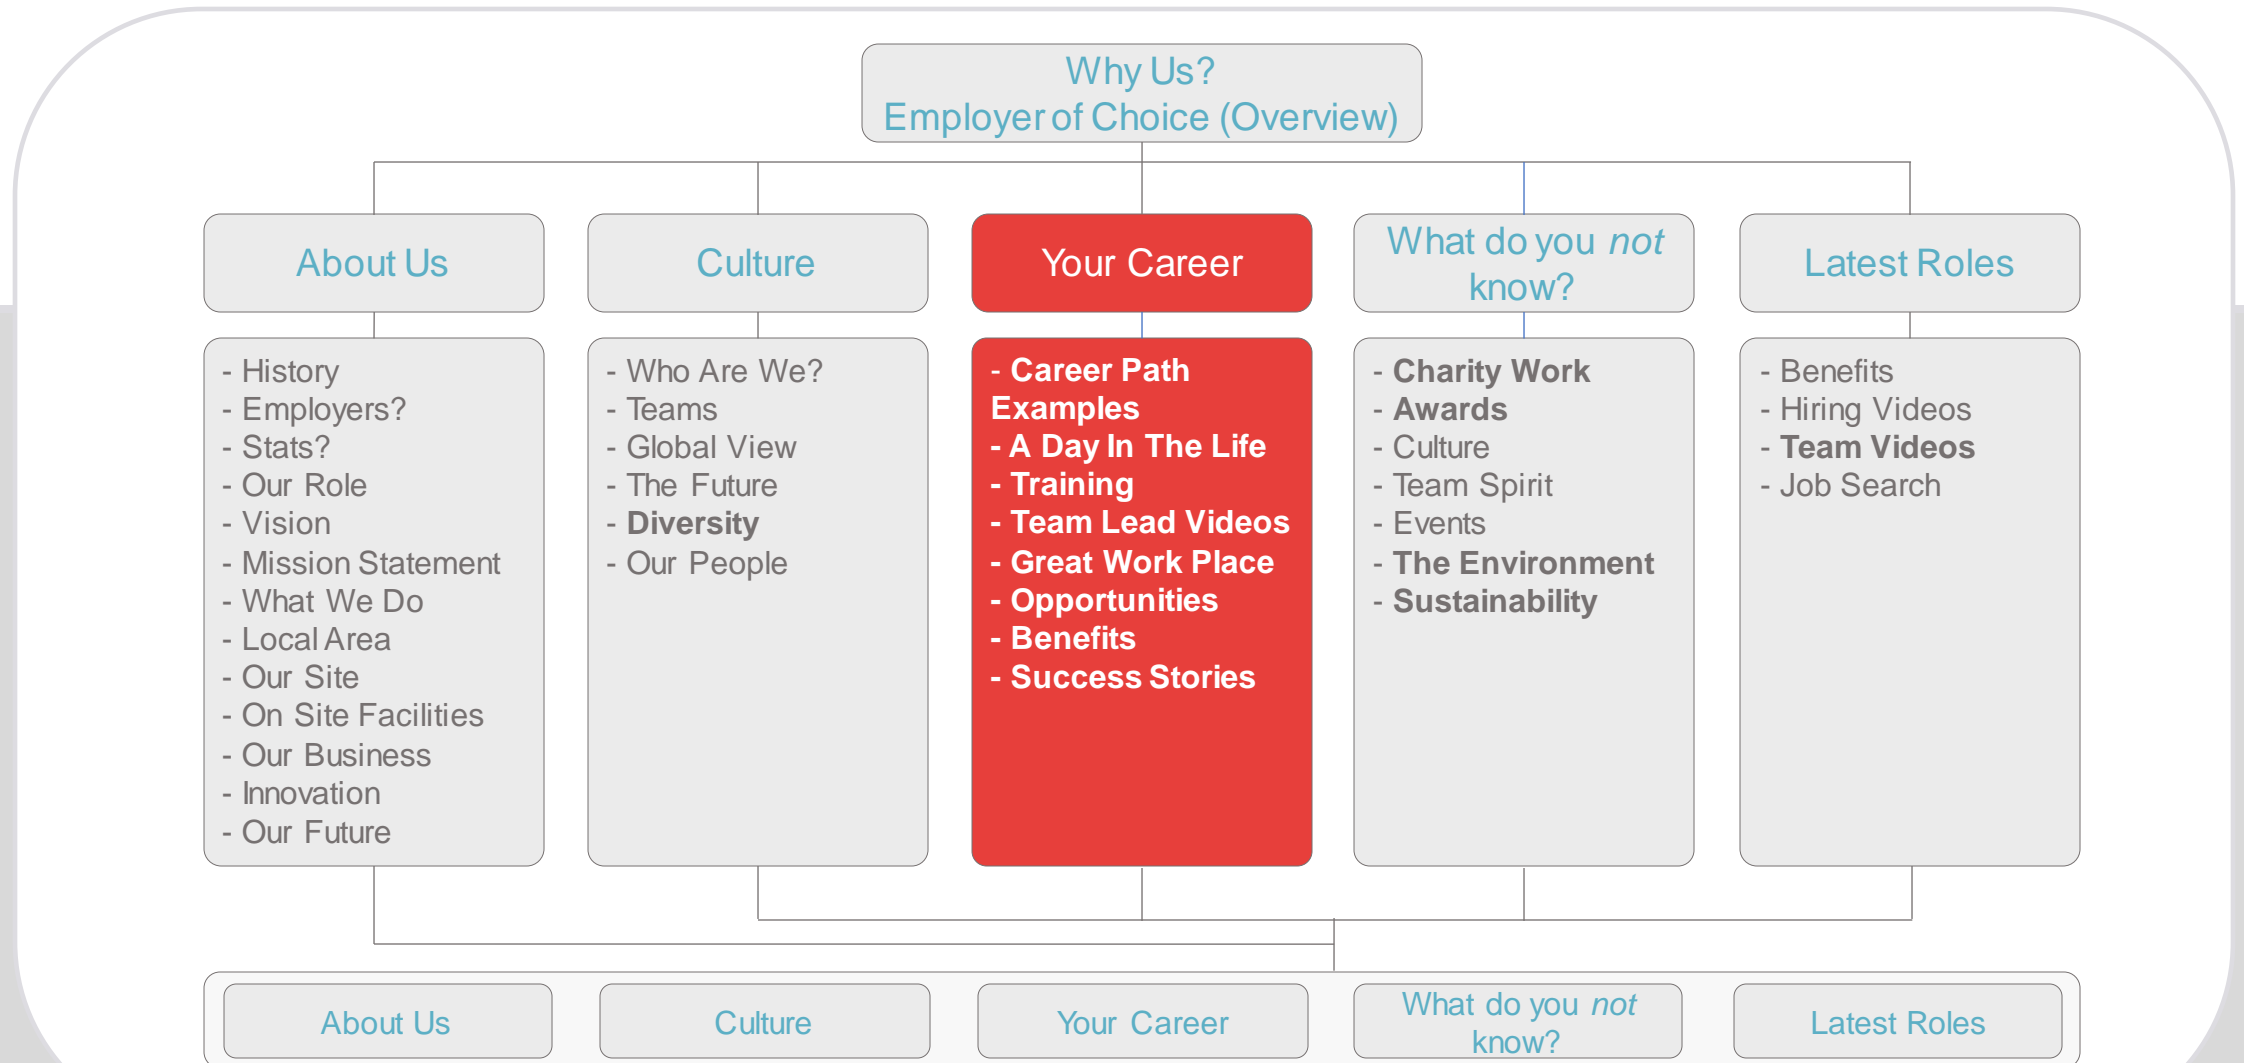 Why Us?
Employer of Choice (Overview)
About Us
Culture
Your Career
What do you not
know?
Latest Roles
- History
- Employers?
- Stats?
- Our Role
- Vision
- Mission Statement
- What We Do
- Local Area
- Our Site
- On Site Facilities
- Our Business
- Innovation
- Our Future
- Who Are We?
- Teams
- Global View
- The Future
- Diversity
- Our People
- Career Path
Examples
- A Day In The Life
- Training
- Team Lead Videos
- Great Work Place
- Opportunities
- Benefits
- Success Stories
- Charity Work
- Awards
- Culture
- Team Spirit
- Events
- The Environment
- Sustainability
- Benefits
- Hiring Videos
- Team Videos
- Job Search
About Us
Culture
Your Career
What do you not
know?
Latest Roles